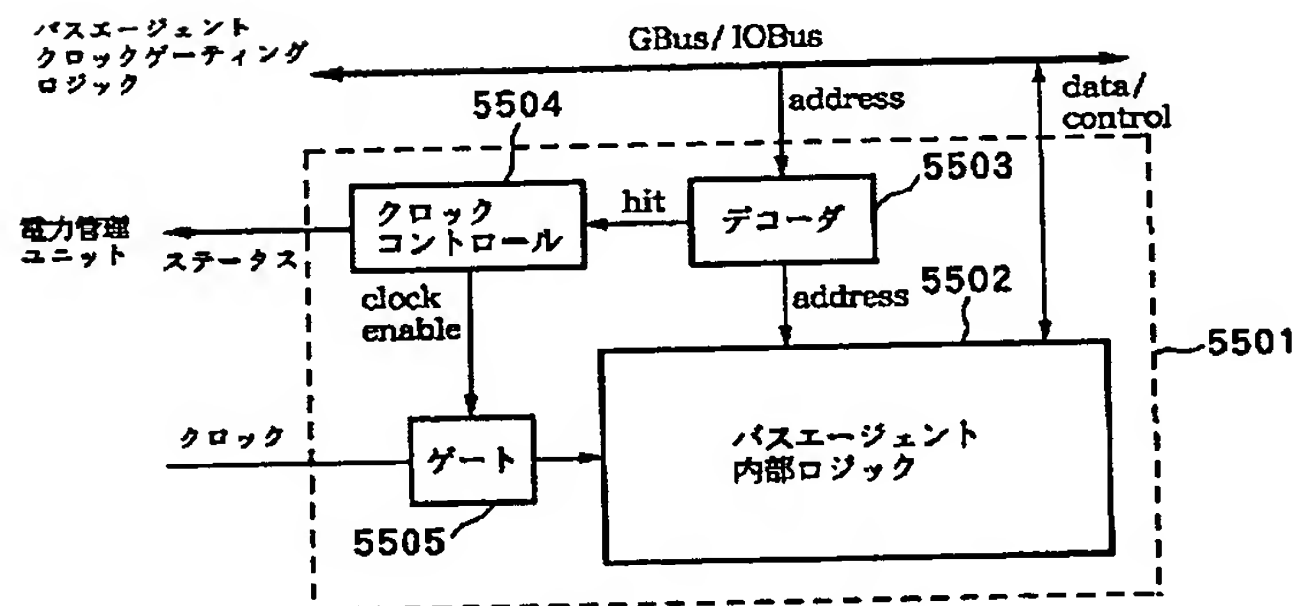 バスエージェント
クロックゲーティング
ロジック
GBus/IOBus
address
data/
control
5504
5503
hit
クロック
コントロール
デコーダ
電力管理
ユニット
ステータス
clock
enable
address
5502
5501
クロック
ゲート
バスエージェント
内部ロジック
5505